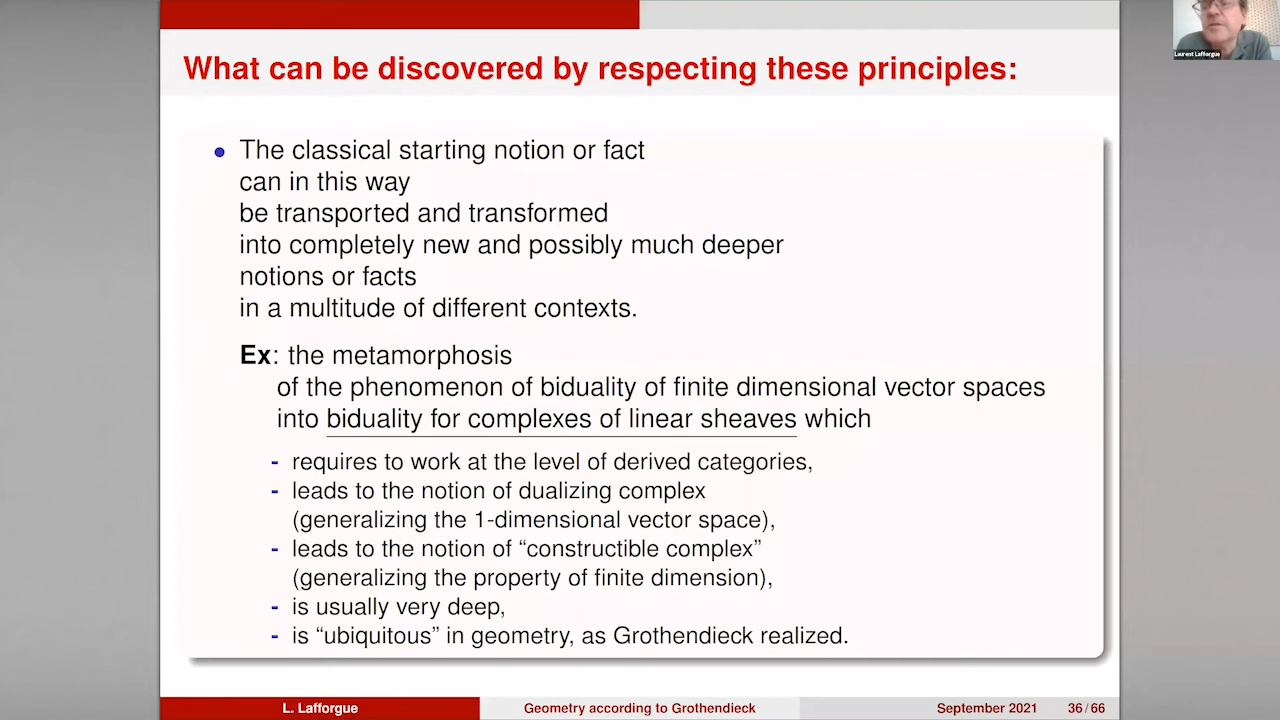 Laurent Lafforgue
What can be discovered by respecting these principles:
• The classical starting notion or fact
can in this way
be transported and transformed
into completely new and possibly much deeper
notions or facts
in a multitude of different contexts.
Ex: the metamorphosis
of the phenomenon of biduality of finite dimensional vector spaces
into biduality for complexes of linear sheaves which
- requires to work at the level of derived categories,
- leads to the notion of dualizing complex
(generalizing the 1-dimensional vector space),
- leads to the notion of “constructible complex”
(generalizing the property of finite dimension),
- is usually very deep,
- is “ubiquitous” in geometry, as Grothendieck realized.
L. Lafforgue
Geometry according to Grothendieck
September 2021
36 / 66